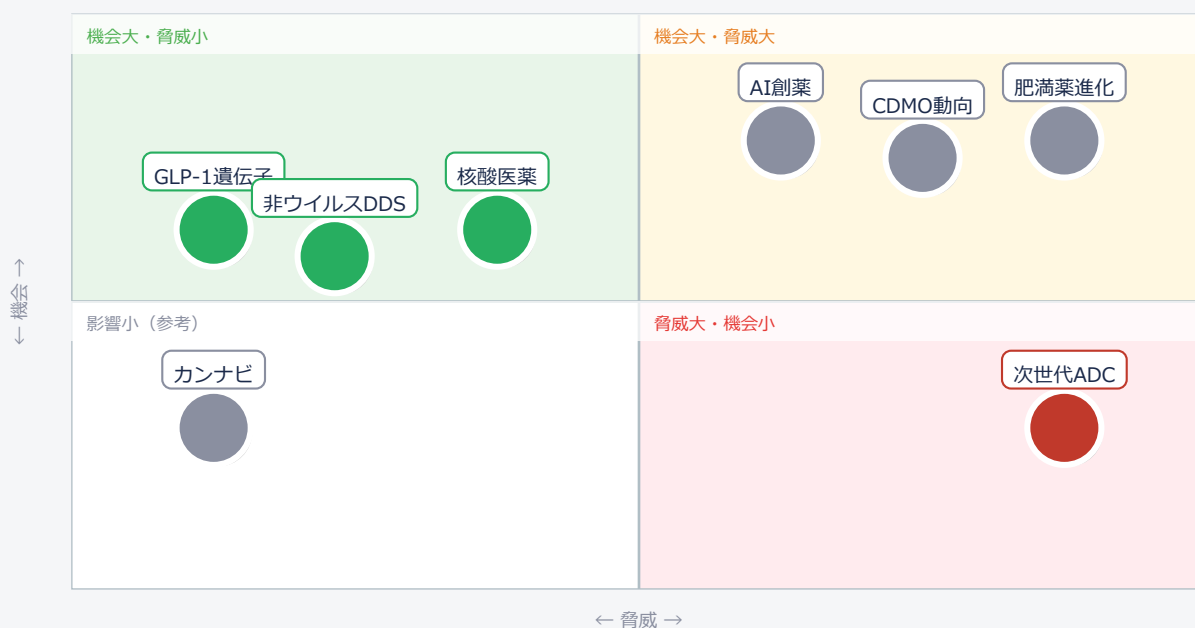 機会大・脅威小
機会大・脅威大
AI創薬
CDMO動向
肥満薬進化
GLP-1遺伝子
非ウイルスDDS
核酸医薬
← 機会 →
影響小（参考）
脅威大・機会小
カンナビ
次世代ADC
← 脅威 →